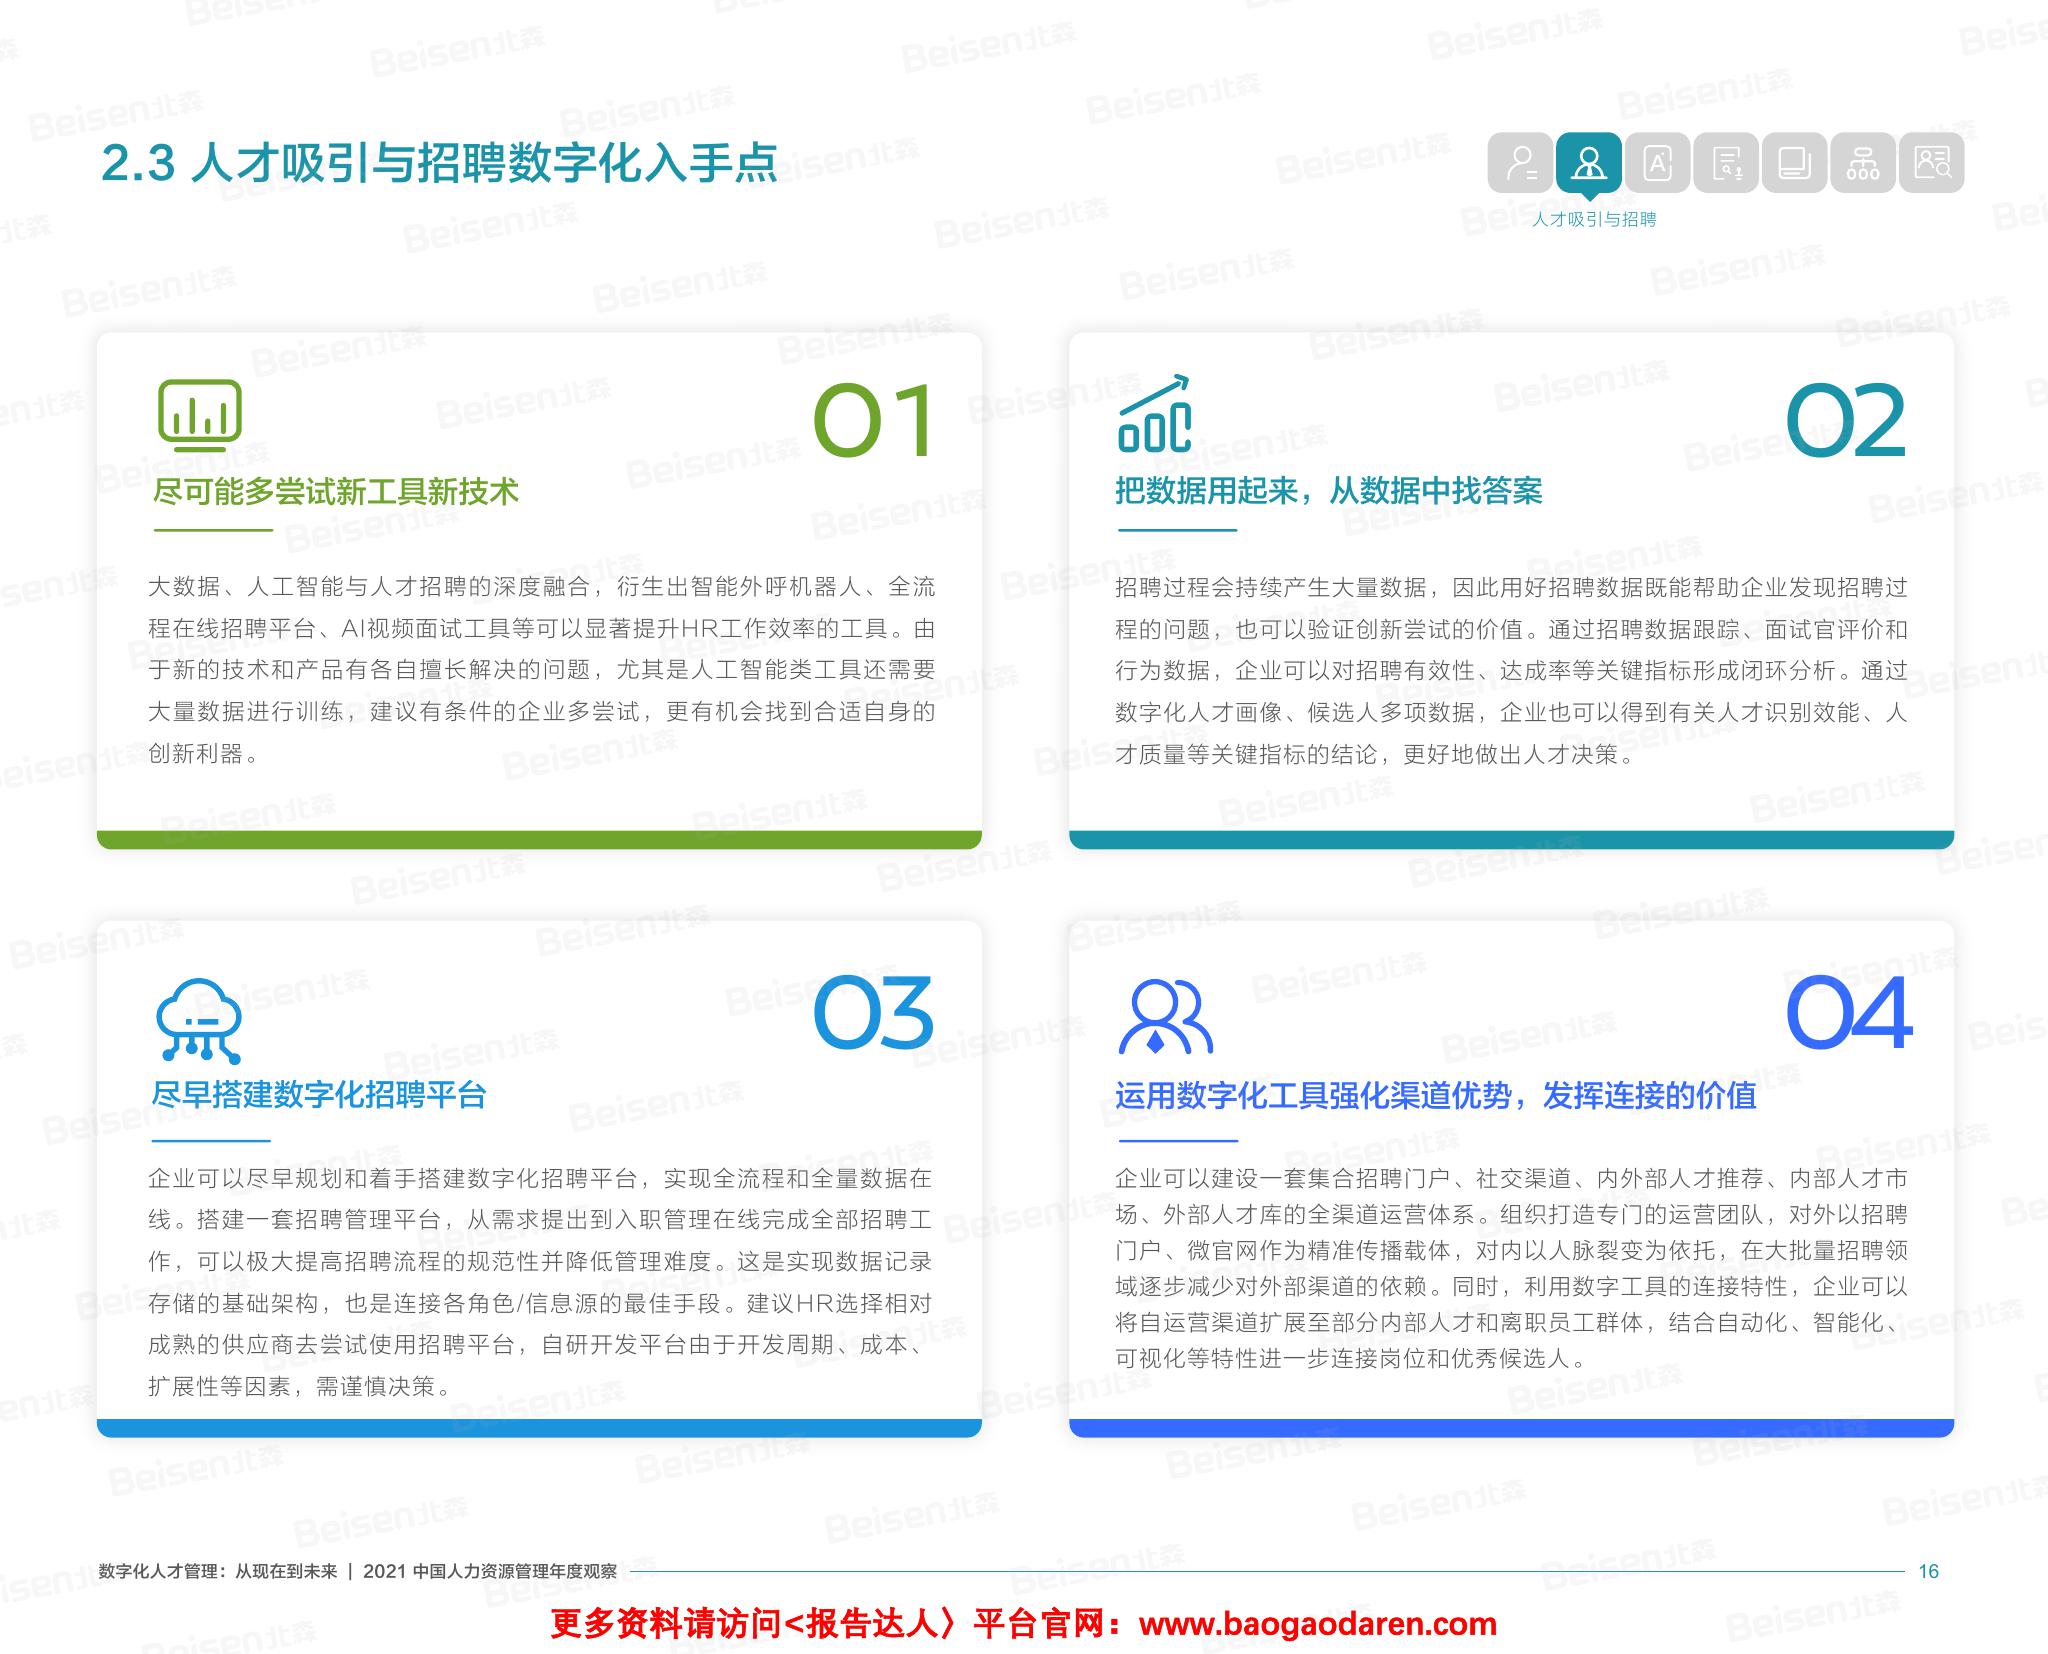 2.3 人才吸引与招聘数字化入手点
人才吸引与招聘
01
尽可能多尝试新工具新技术
大数据、人工智能与人才招聘的深度融合，衍生出智能外呼机器人、全流
程在线招聘平台、AI视频面试工具等可以显著提升HR工作效率的工具。由
于新的技术和产品有各自擅长解决的问题，尤其是人工智能类工具还需要
大量数据进行训练，建议有条件的企业多尝试，更有机会找到合适自身的
创新利器。
02
把数据用起来，从数据中找答案
招聘过程会持续产生大量数据，因此用好招聘数据既能帮助企业发现招聘过
程的问题，也可以验证创新尝试的价值。通过招聘数据跟踪、面试官评价和
行为数据，企业可以对招聘有效性、达成率等关键指标形成闭环分析。通过
数字化人才画像、候选人多项数据，企业也可以得到有关人才识别效能、人
才质量等关键指标的结论，更好地做出人才决策。
03
尽早搭建数字化招聘平台
企业可以尽早规划和着手搭建数字化招聘平台，实现全流程和全量数据在
线。搭建一套招聘管理平台，从需求提出到入职管理在线完成全部招聘工
作，可以极大提高招聘流程的规范性并降低管理难度。这是实现数据记录
存储的基础架构，也是连接各角色/信息源的最佳手段。建议HR选择相对
成熟的供应商去尝试使用招聘平台，自研开发平台由于开发周期、成本、
扩展性等因素，需谨慎决策。
04
运用数字化工具强化渠道优势，发挥连接的价值
企业可以建设一套集合招聘门户、社交渠道、内外部人才推荐、内部人才市
场、外部人才库的全渠道运营体系。组织打造专门的运营团队，对外以招聘
门户、微官网作为精准传播载体，对内以人脉裂变为依托，在大批量招聘领
域逐步减少对外部渠道的依赖。同时，利用数字工具的连接特性，企业可以
将自运营渠道扩展至部分内部人才和离职员工群体，结合自动化、智能化、
可视化等特性进一步连接岗位和优秀候选人。
数字化人才管理：从现在到未来 | 2021 中国人力资源管理年度观察
16
更多资料请访问<报告达人〉平台官网：www.baogaodaren.com
Beisen北森